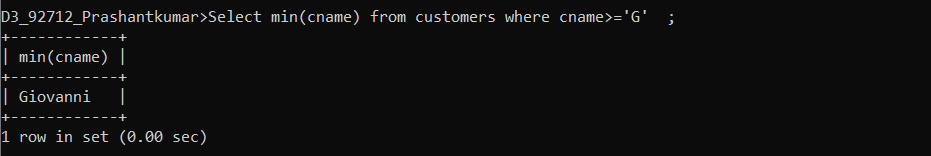 D3_92712_Prashantkumar>Select min(cname) from customers where cname>='G'  ;
+------------+
| min(cname) |
+------------+
| Giovanni   |
+------------+
1 row in set (0.00 sec)